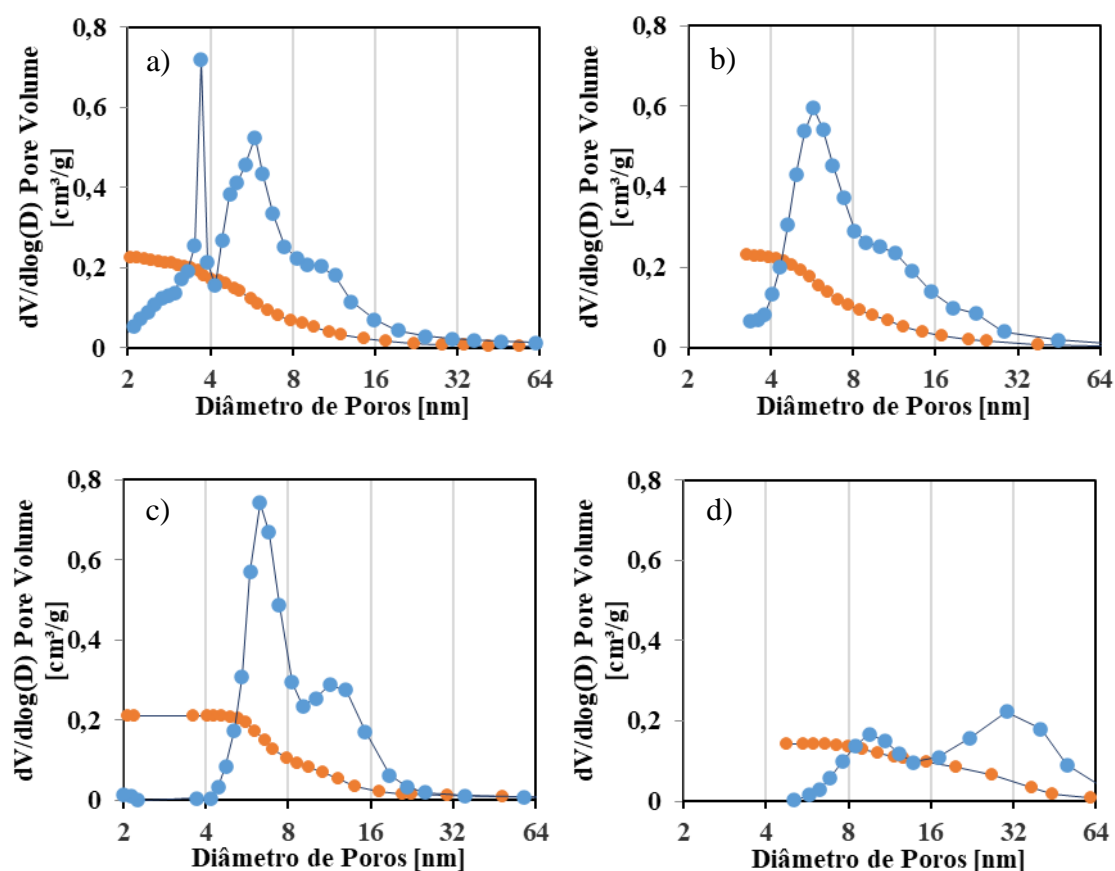 a)
dV/dlog(D) Pore Volume
[cm³/g]
0,8
0,6
0,4
0,2
0
2 4 8 16 32 64
Diâmetro de Poros [nm]
b)
dV/dlog(D) Pore Volume
[cm³/g]
0,8
0,6
0,4
0,2
0
2 4 8 16 32 64
Diâmetro de Poros [nm]
c)
dV/dlog(D) Pore Volume
[cm³/g]
0,8
0,6
0,4
0,2
0
2 4 8 16 32 64
Diâmetro de Poros [nm]
d)
dV/dlog(D) Pore Volume
[cm³/g]
0,8
0,6
0,4
0,2
0
2 4 8 16 32 64
Diâmetro de Poros [nm]